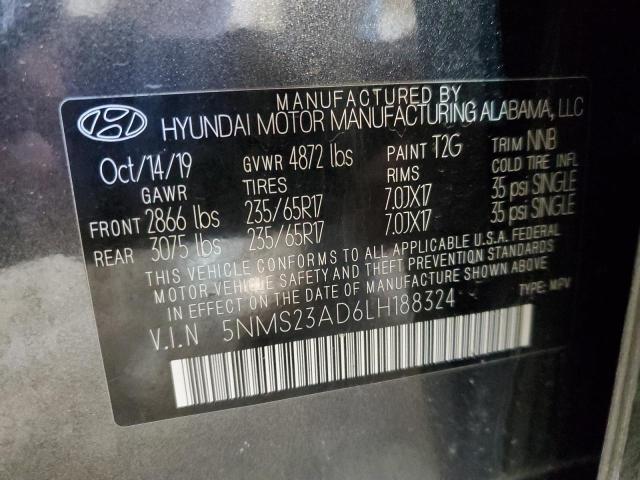 MANUFACTURED BY
HYUNDAI MOTOR MANUFACTURING ALABAMA, LLC
Oct/14/19 GVWR 4872 lbs PAINT T2G TRIM NNB
GAWR TIRES RIMS COLD TIRE INFL
FRONT 2866 lbs 235/65R17 7.0JX17 35 psi SINGLE
REAR 3075 lbs 235/65R17 7.0JX17 35 psi SINGLE
THIS VEHICLE CONFORMS TO ALL APPLICABLE U.S.A. FEDERAL
MOTOR VEHICLE SAFETY AND THEFT PREVENTION STANDARDS
IN EFFECT ON THE DATE OF MANUFACTURE SHOWN ABOVE
V.I.N 5NMS23AD6LH188324 TYPE: MPV